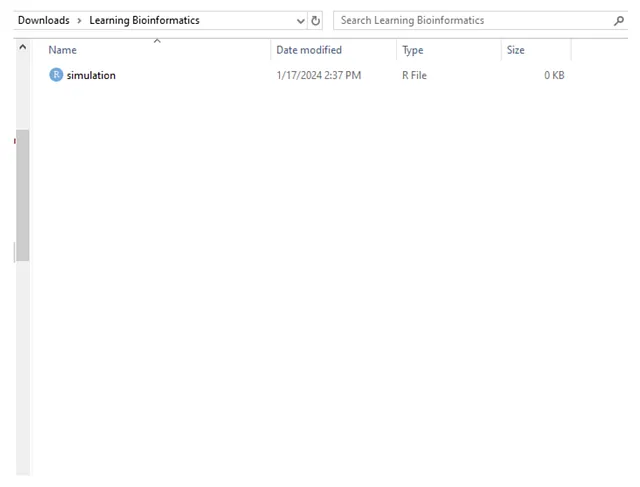 Downloads > Learning Bioinformatics
Search Learning Bioinformatics
Name Date modified Type Size
R simulation 1/17/2024 2:37 PM R File 0 KB